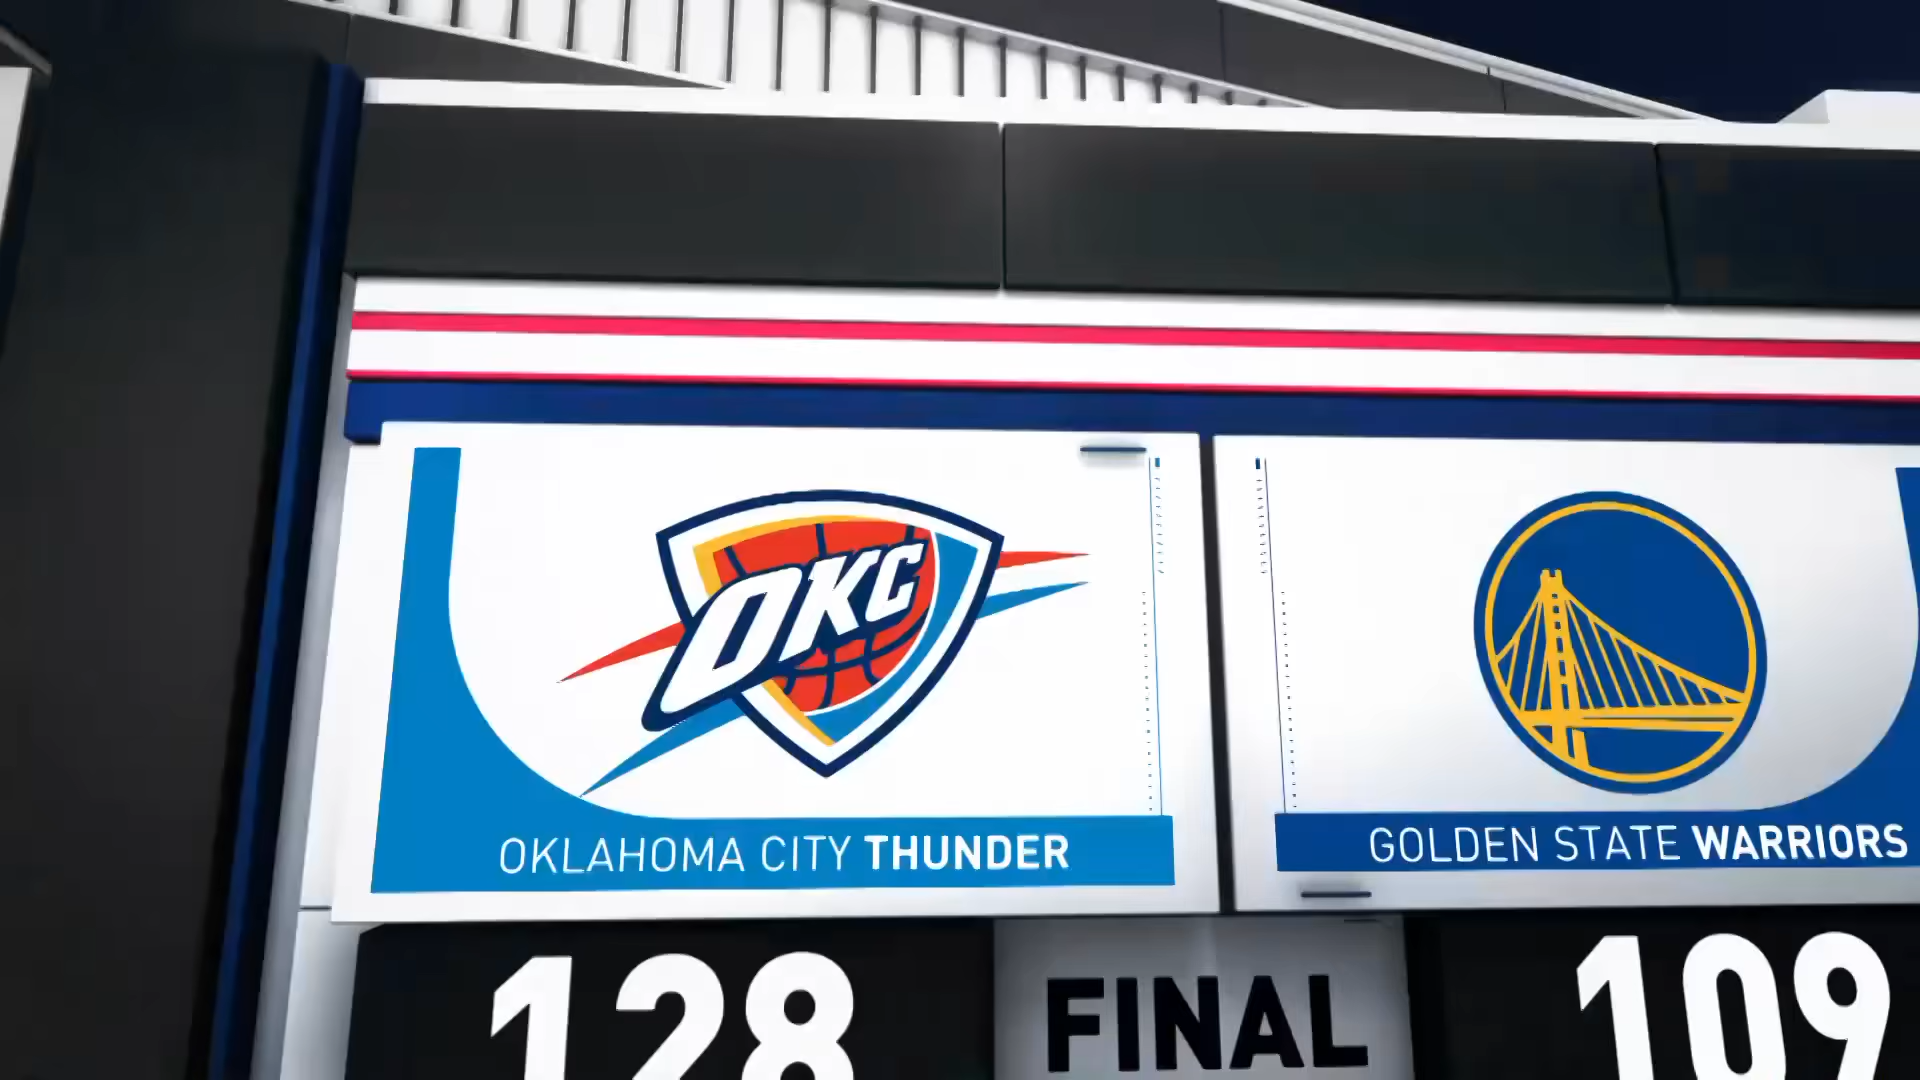 OKC
OKLAHOMA CITY THUNDER
GOLDEN STATE WARRIORS
128
FINAL
109